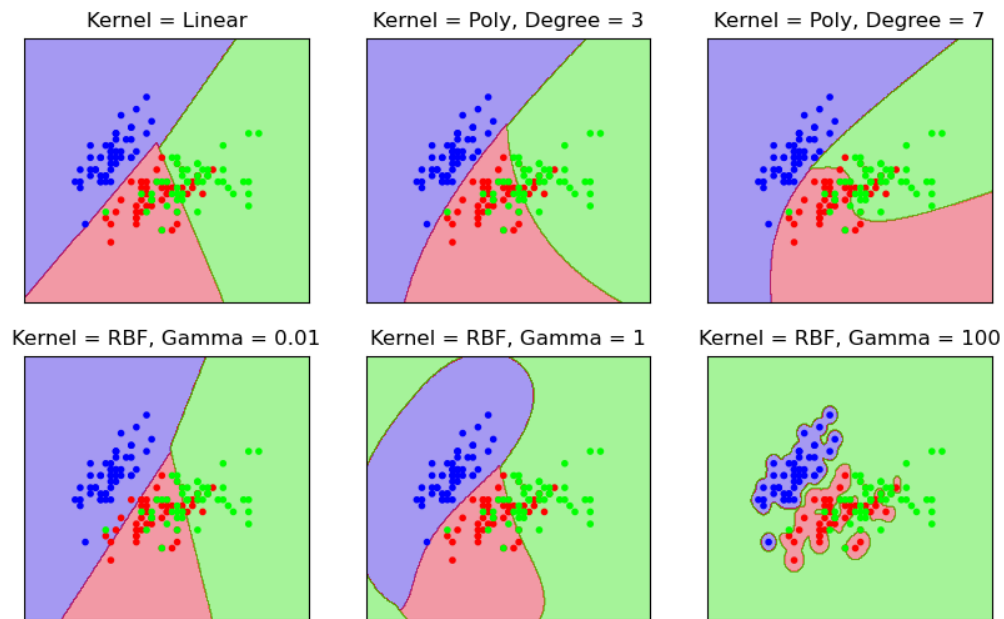 Kernel = Linear
Kernel = Poly, Degree = 3
Kernel = Poly, Degree = 7
Kernel = RBF, Gamma = 0.01
Kernel = RBF, Gamma = 1
Kernel = RBF, Gamma = 100